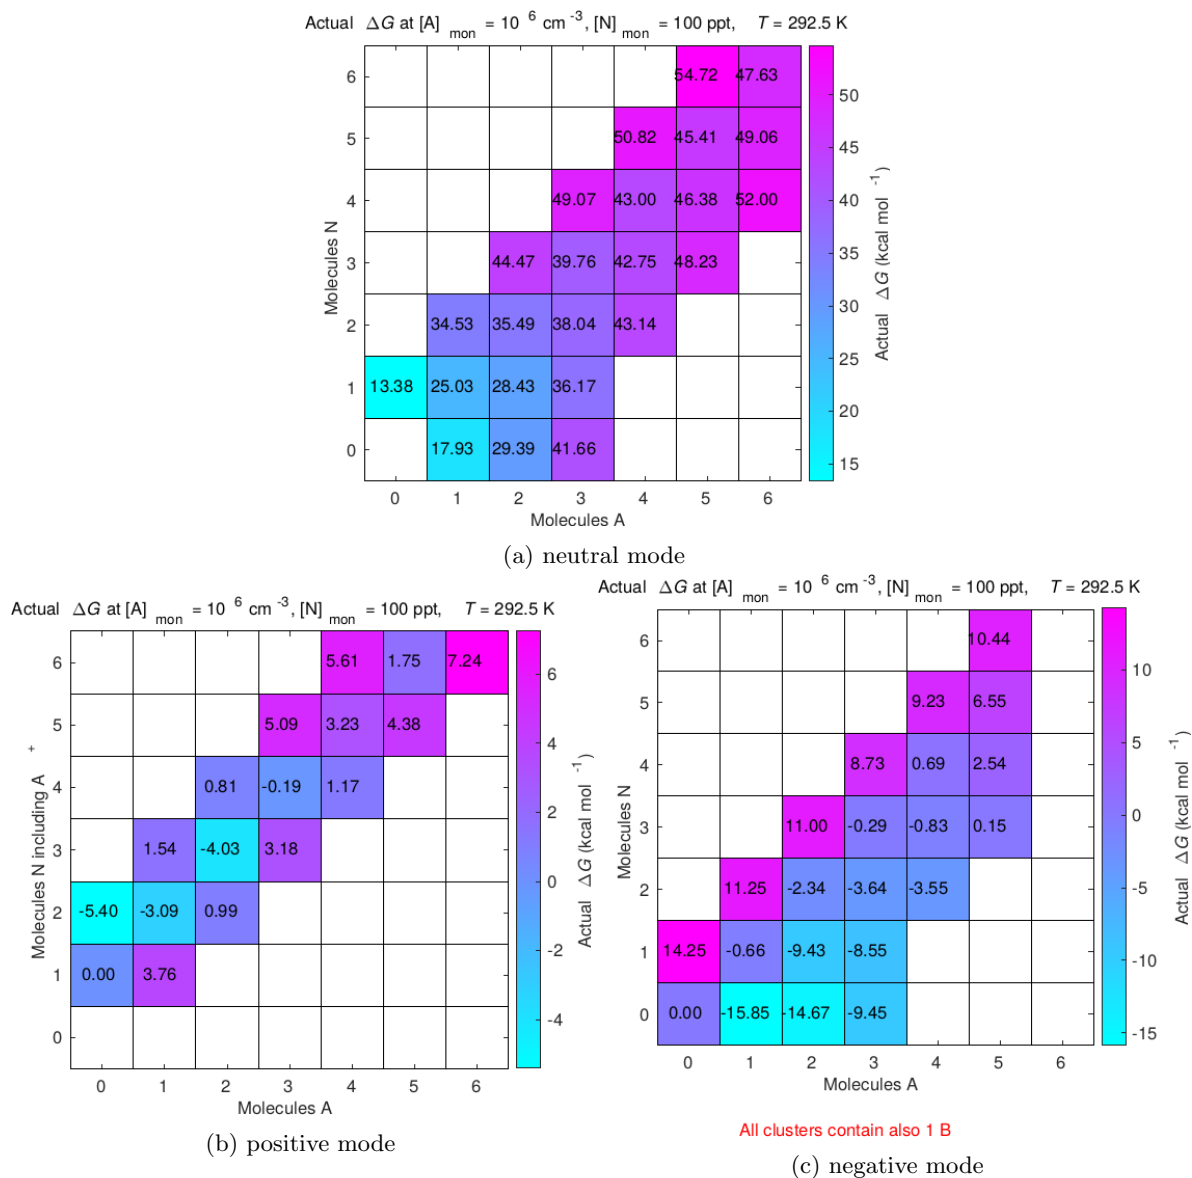 Actual ΔG at [A] mon = 10 6 cm -3, [N] mon = 100 ppt, T = 292.5 K
6 54.72 47.63
5 50.82 45.41 49.06
4 49.07 43.00 46.38 52.00
3 44.47 39.76 42.75 48.23
2 34.53 35.49 38.04 43.14
1 13.38 25.03 28.43 36.17
0 17.93 29.39 41.66
0 1 2 3 4 5 6
Molecules A
Molecules N
50
45
40
35
30
25
20
15
Actual ΔG (kcal mol -1)
(a) neutral mode
Actual ΔG at [A] mon = 10 6 cm -3, [N] mon = 100 ppt, T = 292.5 K
6 5.61 1.75 7.24
5 5.09 3.23 4.38
4 0.81 -0.19 1.17
3 1.54 -4.03 3.18
2 -5.40 -3.09 0.99
1 0.00 3.76
0
0 1 2 3 4 5 6
Molecules A
Molecules N including A +
6
4
2
0
-2
-4
Actual ΔG (kcal mol -1)
(b) positive mode
Actual ΔG at [A] mon = 10 6 cm -3, [N] mon = 100 ppt, T = 292.5 K
6 10.44
5 9.23 6.55
4 8.73 0.69 2.54
3 11.00 -0.29 -0.83 0.15
2 11.25 -2.34 -3.64 -3.55
1 14.25 -0.66 -9.43 -8.55
0 0.00 -15.85 -14.67 -9.45
0 1 2 3 4 5 6
Molecules A
Molecules N
10
5
0
-5
-10
-15
Actual ΔG (kcal mol -1)
All clusters contain also 1 B
(c) negative mode